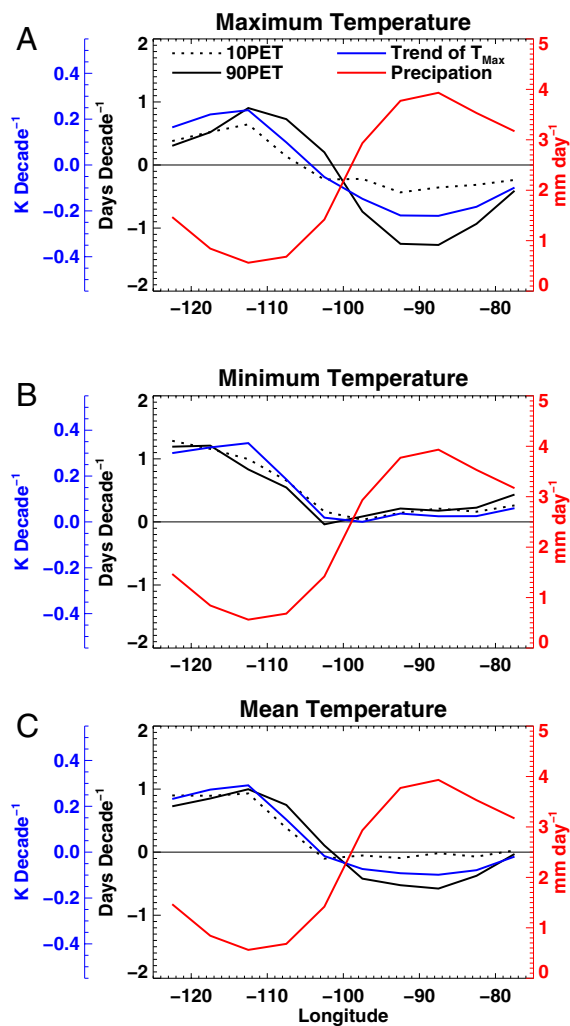 A
Maximum Temperature
10PET
90PET
Trend of T_Max
Precipation
K Decade⁻¹
0.4
0.2
0.0
−0.2
−0.4
Days Decade⁻¹
2
1
0
−1
−2
mm day⁻¹
5
4
3
2
1
0
−120 −110 −100 −90 −80
B
Minimum Temperature
K Decade⁻¹
0.4
0.2
0.0
−0.2
−0.4
Days Decade⁻¹
2
1
0
−1
−2
mm day⁻¹
5
4
3
2
1
0
−120 −110 −100 −90 −80
C
Mean Temperature
K Decade⁻¹
0.4
0.2
0.0
−0.2
−0.4
Days Decade⁻¹
2
1
0
−1
−2
mm day⁻¹
5
4
3
2
1
0
−120 −110 −100 −90 −80
Longitude